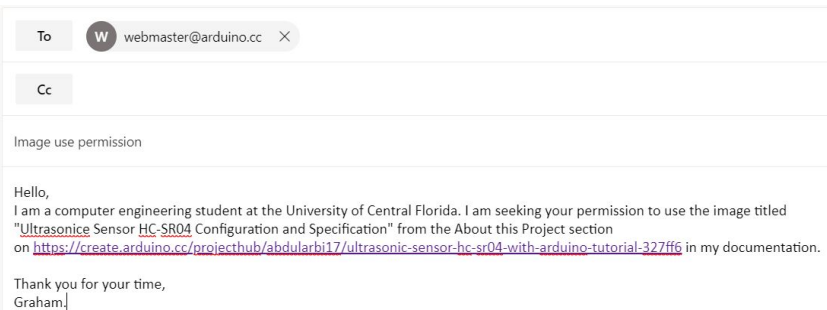 To W webmaster@arduino.cc
Cc
Image use permission
Hello,
I am a computer engineering student at the University of Central Florida. I am seeking your permission to use the image titled
"Ultrasonice Sensor HC-SR04 Configuration and Specification" from the About this Project section
on https://create.arduino.cc/projecthub/abdularbi17/ultrasonic-sensor-hc-sr04-with-arduino-tutorial-327ff6 in my documentation.
Thank you for your time,
Graham.